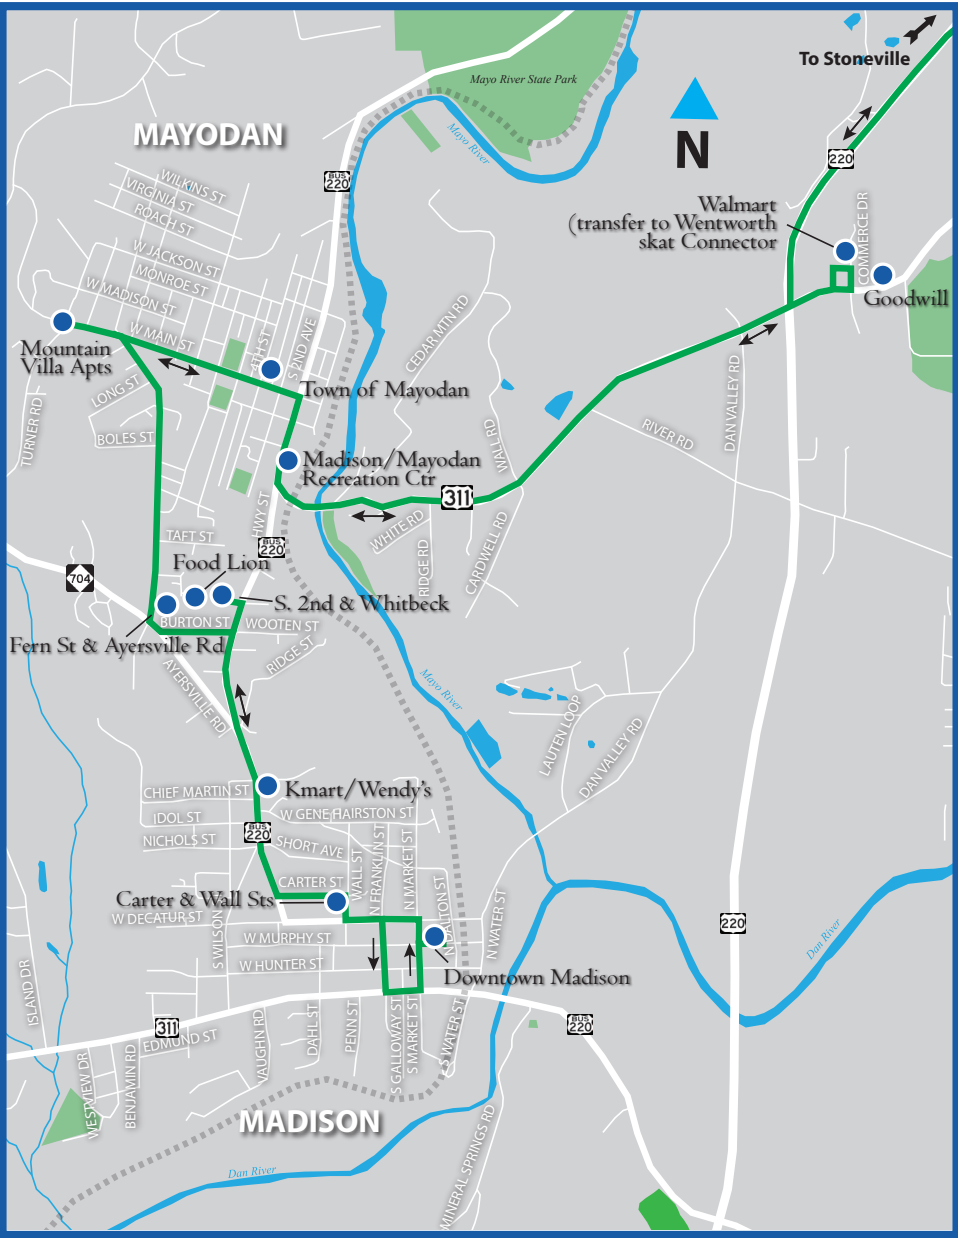 To Stoneville
Mayo River State Park
MAYODAN
Mayo River
N
220
BUS
220
WILKINS ST
VIRGINIA ST
ROACH ST
Walmart
(transfer to Wentworth
skat Connector
COMMERCE DR
W JACKSON ST
MONROE ST
W MADISON ST
Goodwill
W MAIN ST
4TH ST
S 2ND AVE
CEDAR MTN RD
Mountain
Villa Apts
LONG ST
Town of Mayodan
DAN VALLEY RD
TURNER RD
BOLES ST
RIVER RD
WALL RD
Madison/Mayodan
Recreation Ctr
311
HWY ST
WHITE RD
RIDGE RD
CARDWELL RD
TAFT ST
BUS
220
Food Lion
704
S. 2nd & Whitbeck
BURTON ST
WOOTEN ST
Fern St & Ayersville Rd
RIDGE ST
AYERSVILLE RD
Mayo River
LAUTEN LOOP
DAN VALLEY RD
CHIEF MARTIN ST
Kmart/Wendy's
IDOL ST
W GENE HAIRSTON ST
BUS
220
NICHOLS ST
SHORT AVE
WALL ST
N FRANKLIN ST
N MARKET ST
CARTER ST
Carter & Wall Sts
N DALTON ST
N WATER ST
W DECATUR ST
S WILSON
W MURPHY ST
220
Dan River
W HUNTER ST
Downtown Madison
ISLAND DR
311
EDMUND ST
VAUGHN RD
DAHL ST
PENN ST
S GALLOWAY ST
S MARKET ST
S WATER ST
BUS
220
WESTVIEW DR
BENJAMIN RD
MADISON
MINERAL SPRINGS RD
Dan River